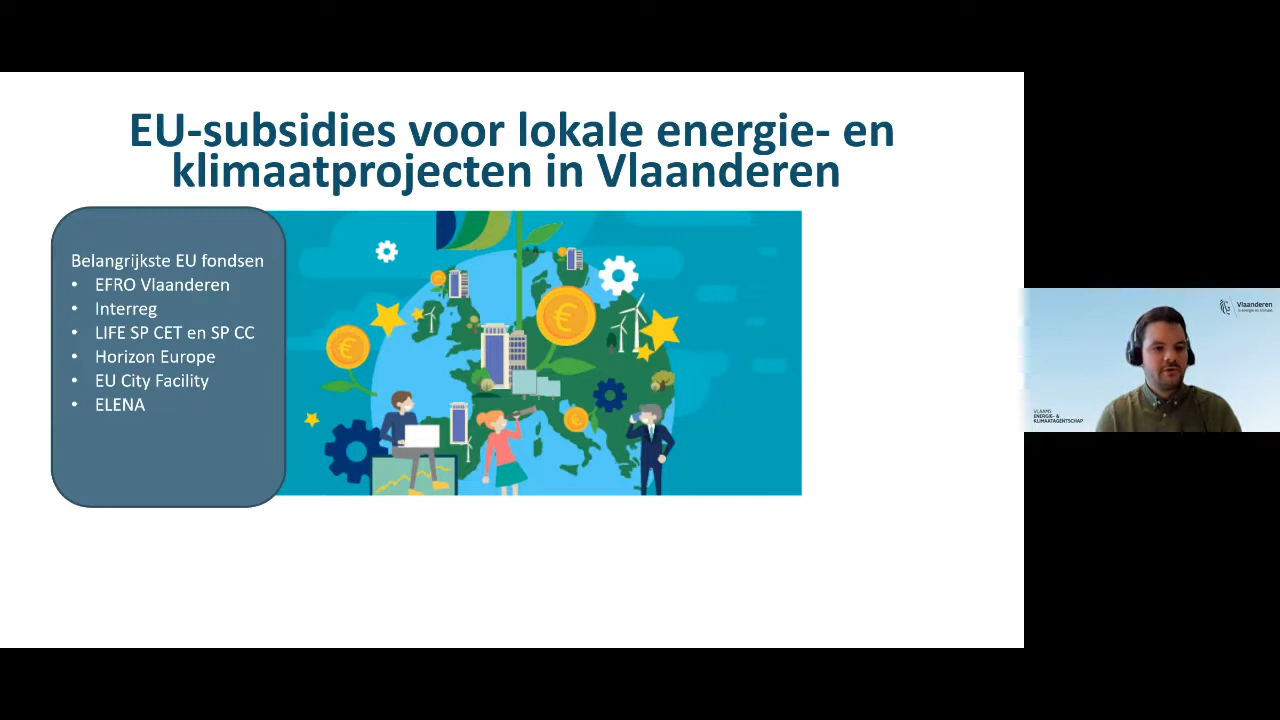 EU-subsidies voor lokale energie- en
klimaatprojecten in Vlaanderen
Belangrijkste EU fondsen
• EFRO Vlaanderen
• Interreg
• LIFE SP CET en SP CC
• Horizon Europe
• EU City Facility
• ELENA
€
€
€
Vlaanderen
is energie en klimaat
VLAAMS
ENERGIE- &
KLIMAATAGENTSCHAP